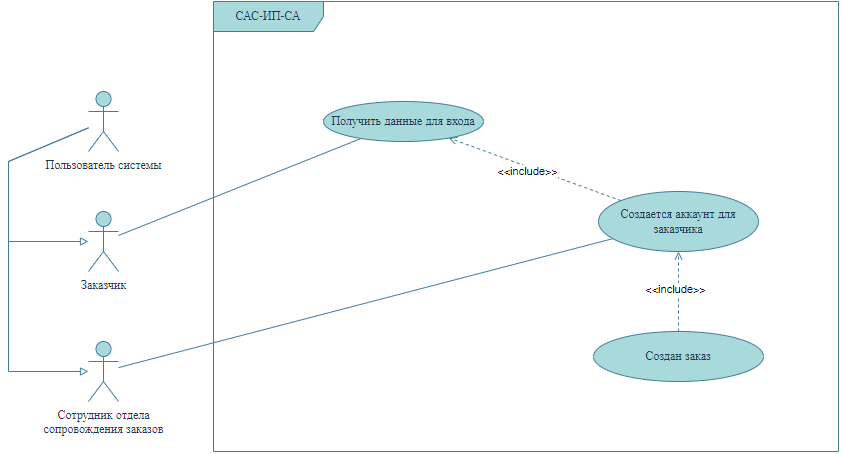 САС-ИП-СА
Получить данные для входа
Пользователь системы
<<include>>
Создается аккаунт для
заказчика
Заказчик
<<include>>
Создан заказ
Сотрудник отдела
сопровождения заказов